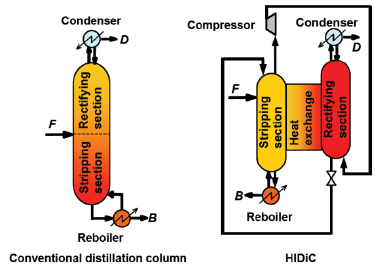 Condenser
D
Rectifying
section
F
Stripping
section
B
Reboiler
Conventional distillation column
Compressor
Condenser
D
F
Stripping
section
Heat
exchange
Rectifying
section
B
Reboiler
HIDiC